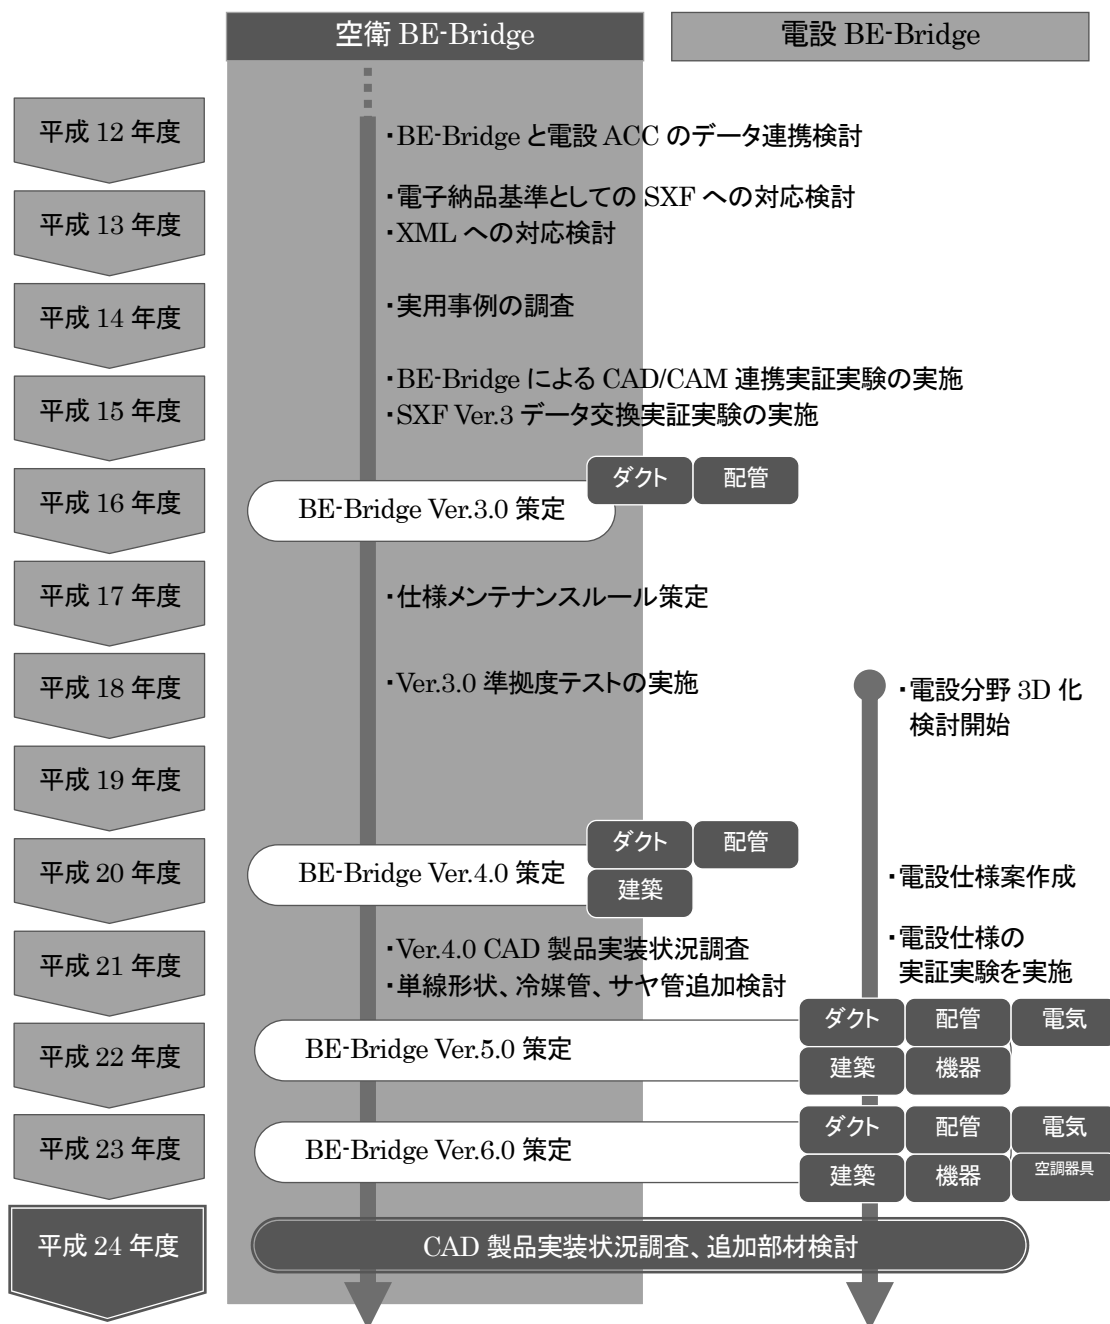 空衛 BE-Bridge
電設 BE-Bridge
平成 12 年度
・BE-Bridge と電設 ACC のデータ連携検討
平成 13 年度
・電子納品基準としての SXF への対応検討
・XML への対応検討
平成 14 年度
・実用事例の調査
平成 15 年度
・BE-Bridge による CAD/CAM 連携実証実験の実施
・SXF Ver.3 データ交換実証実験の実施
平成 16 年度
BE-Bridge Ver.3.0 策定
ダクト
配管
平成 17 年度
・仕様メンテナンスルール策定
平成 18 年度
・Ver.3.0 準拠度テストの実施
・電設分野 3D 化
検討開始
平成 19 年度
平成 20 年度
BE-Bridge Ver.4.0 策定
ダクト
配管
建築
・電設仕様案作成
平成 21 年度
・Ver.4.0 CAD 製品実装状況調査
・単線形状、冷媒管、サヤ管追加検討
・電設仕様の
実証実験を実施
平成 22 年度
BE-Bridge Ver.5.0 策定
ダクト
配管
電気
建築
機器
平成 23 年度
BE-Bridge Ver.6.0 策定
ダクト
配管
電気
建築
機器
空調器具
平成 24 年度
CAD 製品実装状況調査、追加部材検討